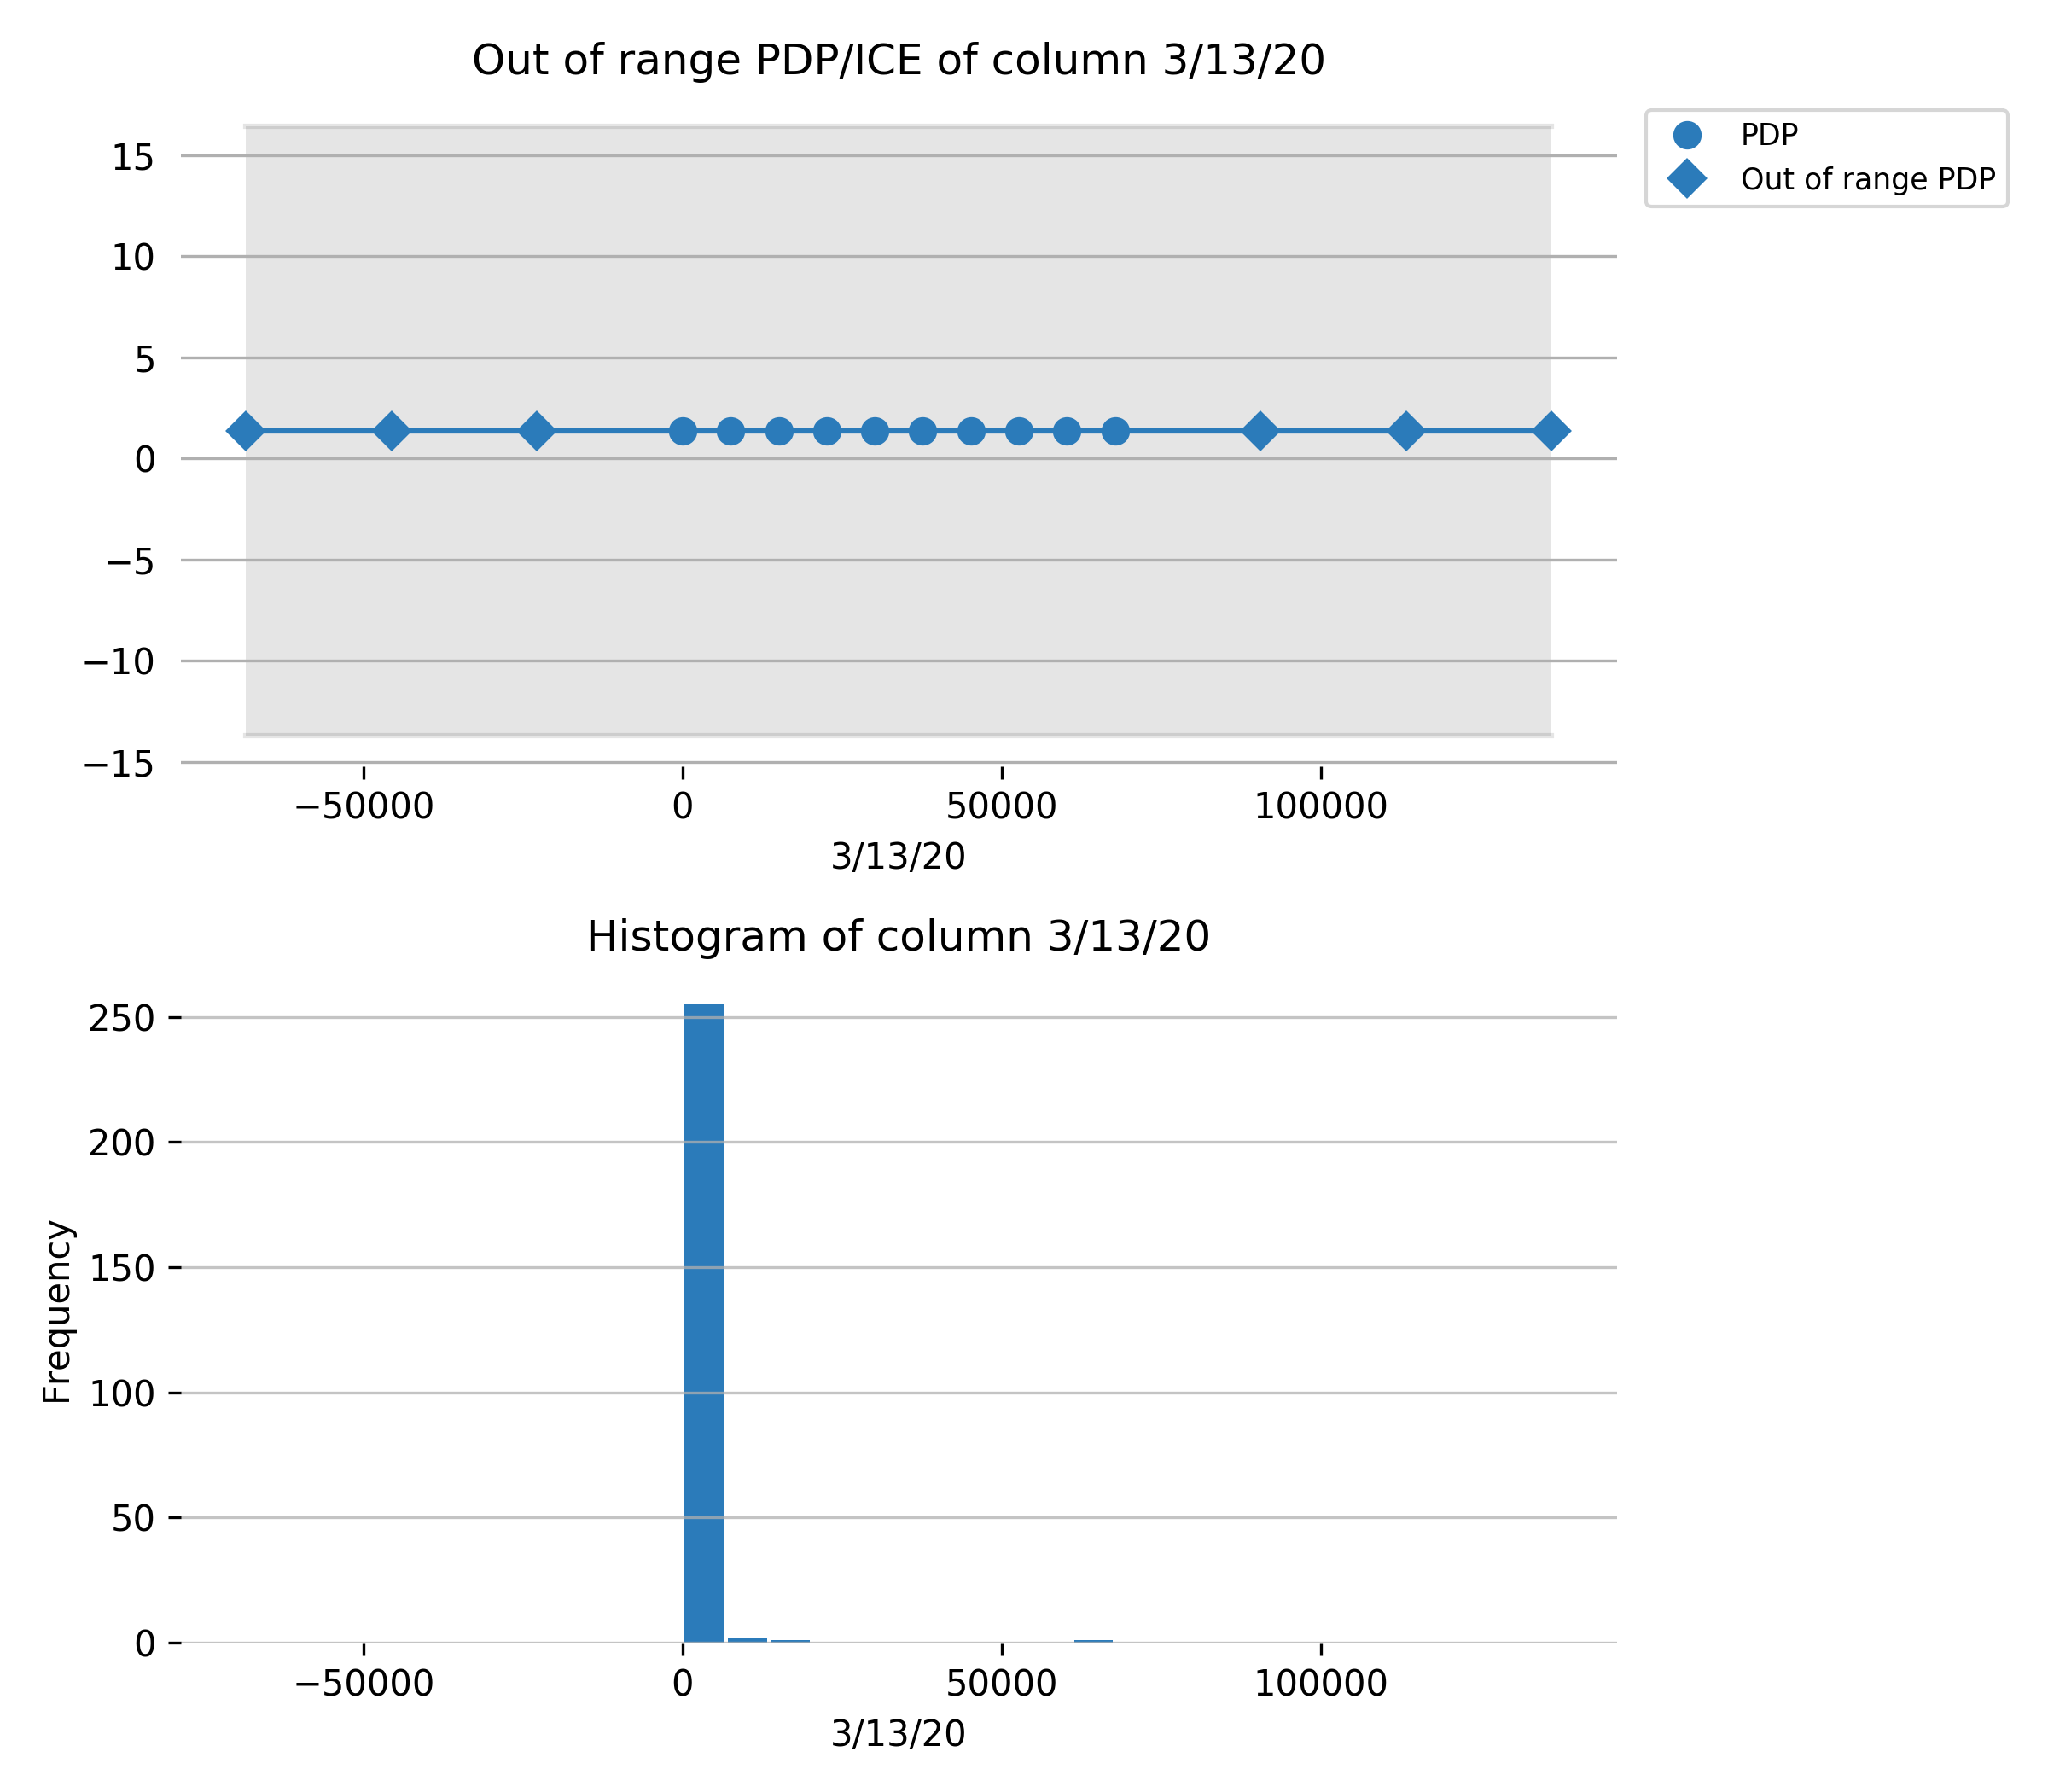 Out of range PDP/ICE of column 3/13/20
PDP
Out of range PDP
15
10
5
0
−5
−10
−15
−50000 0 50000 100000
3/13/20
Histogram of column 3/13/20
Frequency
250
200
150
100
50
0
−50000 0 50000 100000
3/13/20